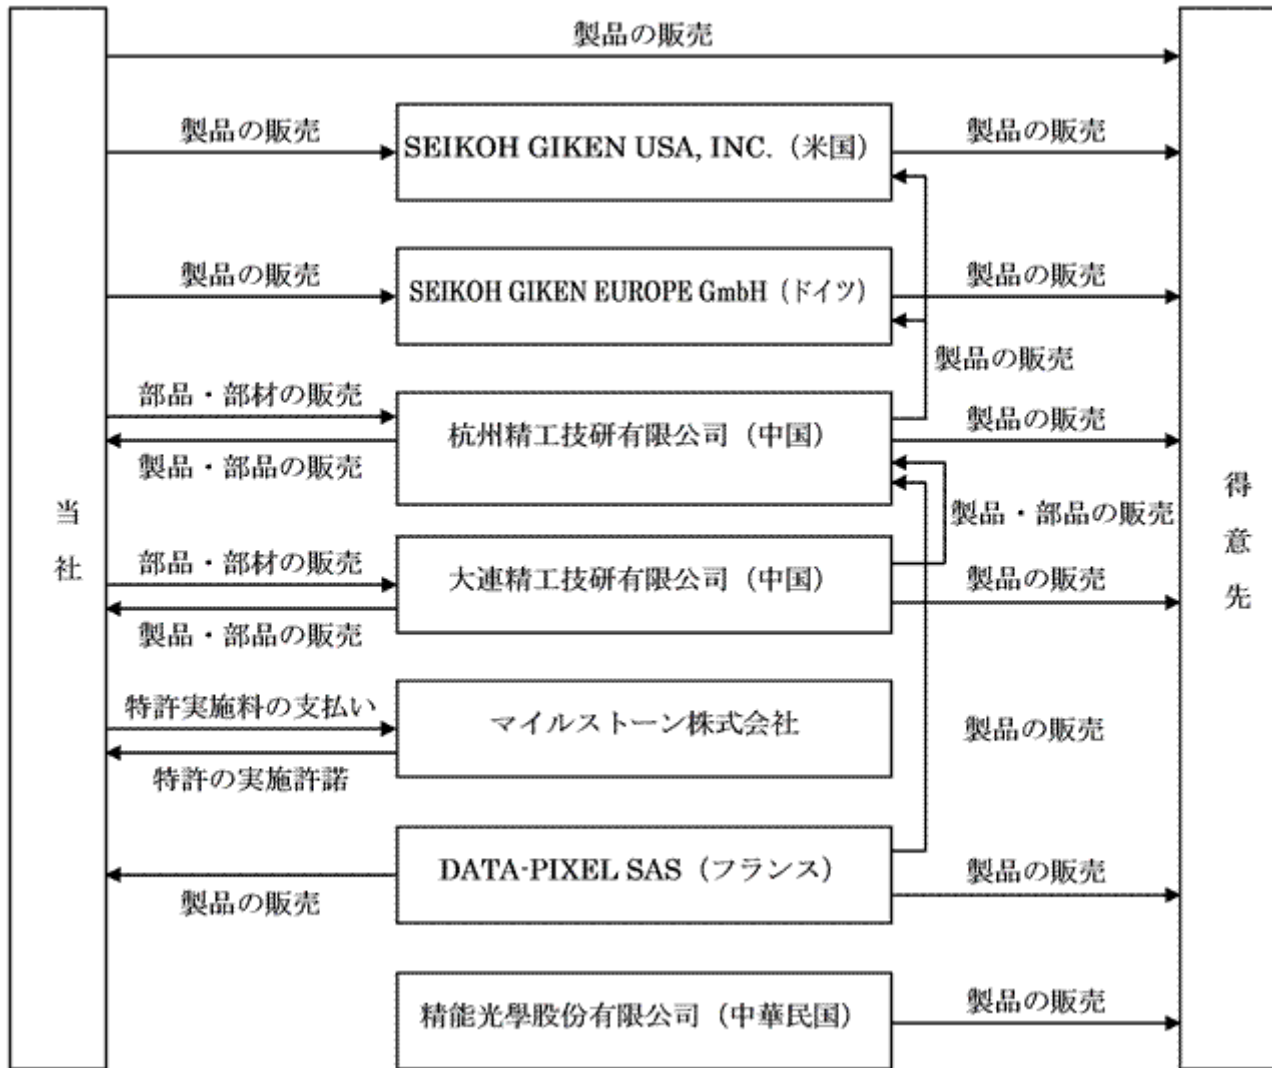 製品の販売
製品の販売
SEIKOH GIKEN USA, INC.（米国）
製品の販売
製品の販売
SEIKOH GIKEN EUROPE GmbH（ドイツ）
製品の販売
製品の販売
部品・部材の販売
杭州精工技研有限公司（中国）
製品の販売
製品・部品の販売
当社
得意先
製品・部品の販売
部品・部材の販売
大連精工技研有限公司（中国）
製品の販売
製品・部品の販売
特許実施料の支払い
マイルストーン株式会社
製品の販売
特許の実施許諾
DATA-PIXEL SAS（フランス）
製品の販売
製品の販売
精能光學股份有限公司（中華民国）
製品の販売